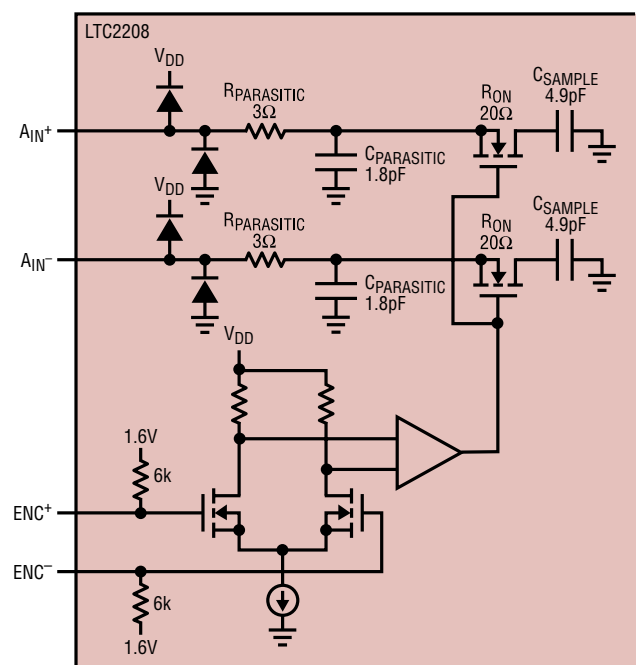 LTC2208
VDD
RPARASITIC
3Ω
RON
20Ω
CSAMPLE
4.9pF
AIN+
CPARASITIC
1.8pF
VDD
RPARASITIC
3Ω
RON
20Ω
CSAMPLE
4.9pF
AIN−
CPARASITIC
1.8pF
VDD
1.6V
6k
ENC+
ENC−
6k
1.6V